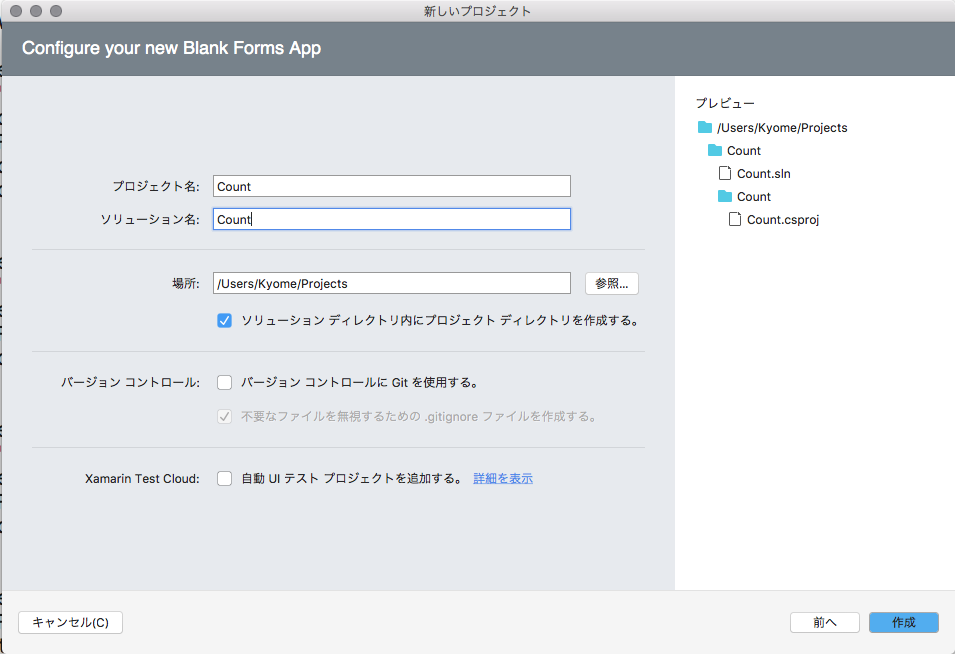 新しいプロジェクト
Configure your new Blank Forms App
プロジェクト名: Count
ソリューション名: Count
場所: /Users/Kyome/Projects 参照...
ソリューション ディレクトリ内にプロジェクト ディレクトリを作成する。
バージョン コントロール: バージョン コントロールに Git を使用する。
不要なファイルを無視するための .gitignore ファイルを作成する。
Xamarin Test Cloud: 自動 UI テスト プロジェクトを追加する。 詳細を表示
プレビュー
/Users/Kyome/Projects
Count
Count.sln
Count
Count.csproj
キャンセル(C) 前へ 作成